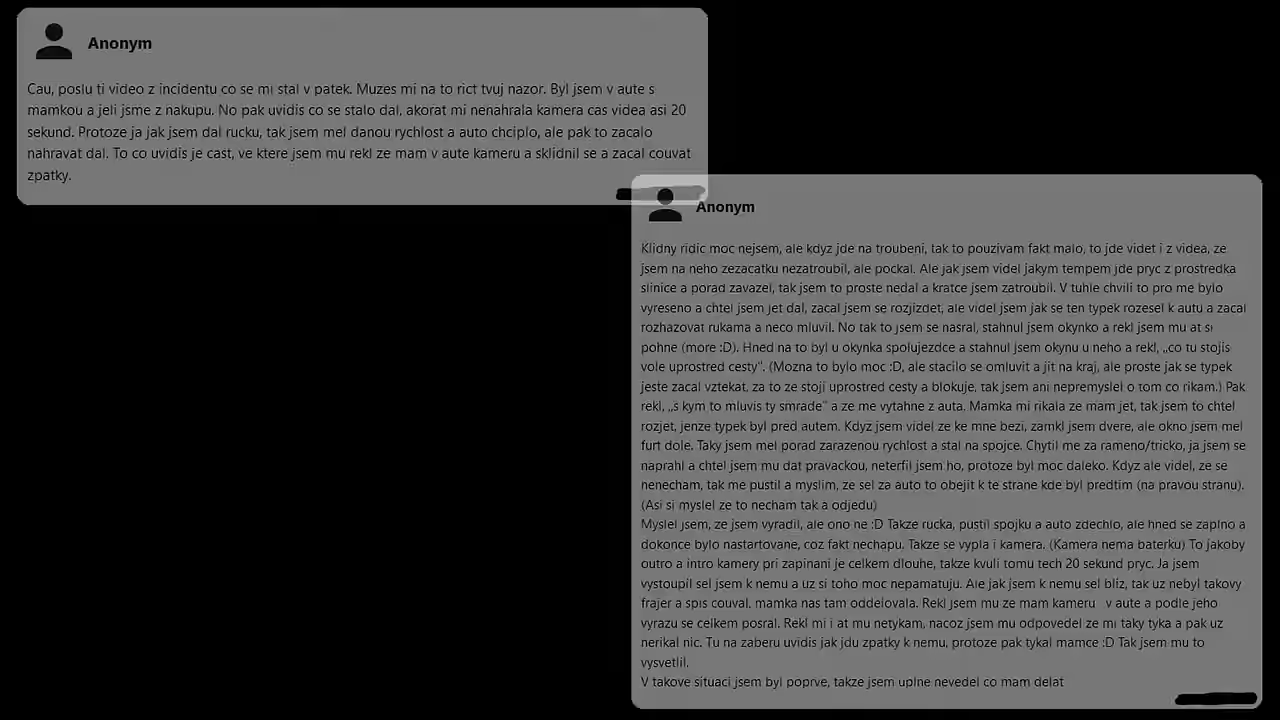 Anonym
Cau, poslu ti video z incidentu co se mi stal v patek. Muzes mi na to rict tvuj nazor. Byl jsem v aute s
mamkou a jeli jsme z nakupu. No pak uvidis co se stalo dal, akorat mi nenahrala kamera cas videa asi 20
sekund. Protoze ja jak jsem dal rucku, tak jsem mel danou rychlost a auto chciplo, ale pak to zacalo
nahravat dal. To co uvidis je cast, ve ktere jsem mu rekl ze mam v aute kameru a sklidnil se a zacal couvat
zpatky.
Anonym
Klidny ridic moc nejsem, ale kdyz jde na troubeni, tak to pouzivam fakt malo, to jde videt i z videa, ze
jsem na neho zezacatku nezatroubil, ale pockal. Ale jak jsem videl jakym tempem jde pryc z prostredka
silnice a porad zavazel, tak jsem to proste nedal a kratce jsem zatroubil. V tuhle chvili to pro me bylo
vyreseno a chtel jsem jet dal, zacal jsem se rozjizdet, ale videl jsem jak se ten typek rozesel k autu a zacal
rozhazovat rukama a neco mluvil. No tak to jsem se nasral, stahnul jsem okynko a rekl jsem mu at si
pohne (more :D). Hned na to byl u okynka spolujezdce a stahnul jsem okynu u neho a rekl, „co tu stojis
vole uprostred cesty". (Mozna to bylo moc :D, ale stacilo se omluvit a jit na kraj, ale proste jak se typek
jeste zacal vztekat, za to ze stoji uprostred cesty a blokuje, tak jsem ani nepremyslel o tom co rikam.) Pak
rekl, „s kym to mluvis ty smrade" a ze me vytahne z auta. Mamka mi rikala ze mam jet, tak jsem to chtel
rozjet, jenze typek byl pred autem. Kdyz jsem videl ze ke mne bezi, zamkl jsem dvere, ale okno jsem mel
furt dole. Taky jsem mel porad zarazenou rychlost a stal na spojce. Chytil me za rameno/tricko, ja jsem se
naprahl a chtel jsem mu dat pravackou, neterfil jsem ho, protoze byl moc daleko. Kdyz ale videl, ze se
nenecham, tak me pustil a myslim, ze sel za auto to obejit k te strane kde byl predtim (na pravou stranu).
(Asi si myslel ze to necham tak a odjedu)
Myslel jsem, ze jsem vyradil, ale ono ne :D Takze rucka, pustil spojku a auto zdechlo, ale hned se zaplno a
dokonce bylo nastartovane, coz fakt nechapu. Takze se vypla i kamera. (Kamera nema baterku) To jakoby
outro a intro kamery pri zapinani je celkem dlouhe, takze kvuli tomu tech 20 sekund pryc. Ja jsem
vystoupil sel jsem k nemu a uz si toho moc nepamatuju. Ale jak jsem k nemu sel bliz, tak uz nebyl takovy
frajer a spis couval, mamka nas tam oddelovala. Rekl jsem mu ze mam kameru v aute a podle jeho
vyrazu se celkem posral. Rekl mi i at mu netykam, nacoz jsem mu odpovedel ze mi taky tyka a pak uz
nerikal nic. Tu na zaberu uvidis jak jdu zpatky k nemu, protoze pak tykal mamce :D Tak jsem mu to
vysvetlil.
V takove situaci jsem byl poprve, takze jsem uplne nevedel co mam delat